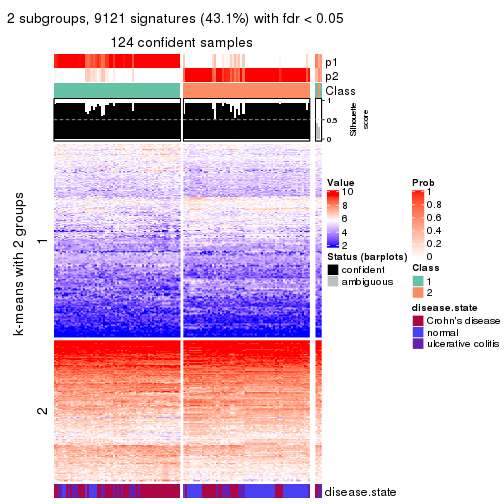 2 subgroups, 9121 signatures (43.1%) with fdr < 0.05
124 confident samples
p1
p2
Class
1
0.5
0
Silhouette
score
k-means with 2 groups
1
2
Value
10
8
6
4
2
Status (barplots)
confident
ambiguous
Prob
1
0.8
0.6
0.4
0.2
0
Class
1
2
disease.state
Crohn's disease
normal
ulcerative colitis
disease.state